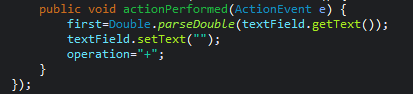 public void actionPerformed(ActionEvent e) {
first=Double.parseDouble(textField.getText());
textField.setText("");
operation="+";
}
});